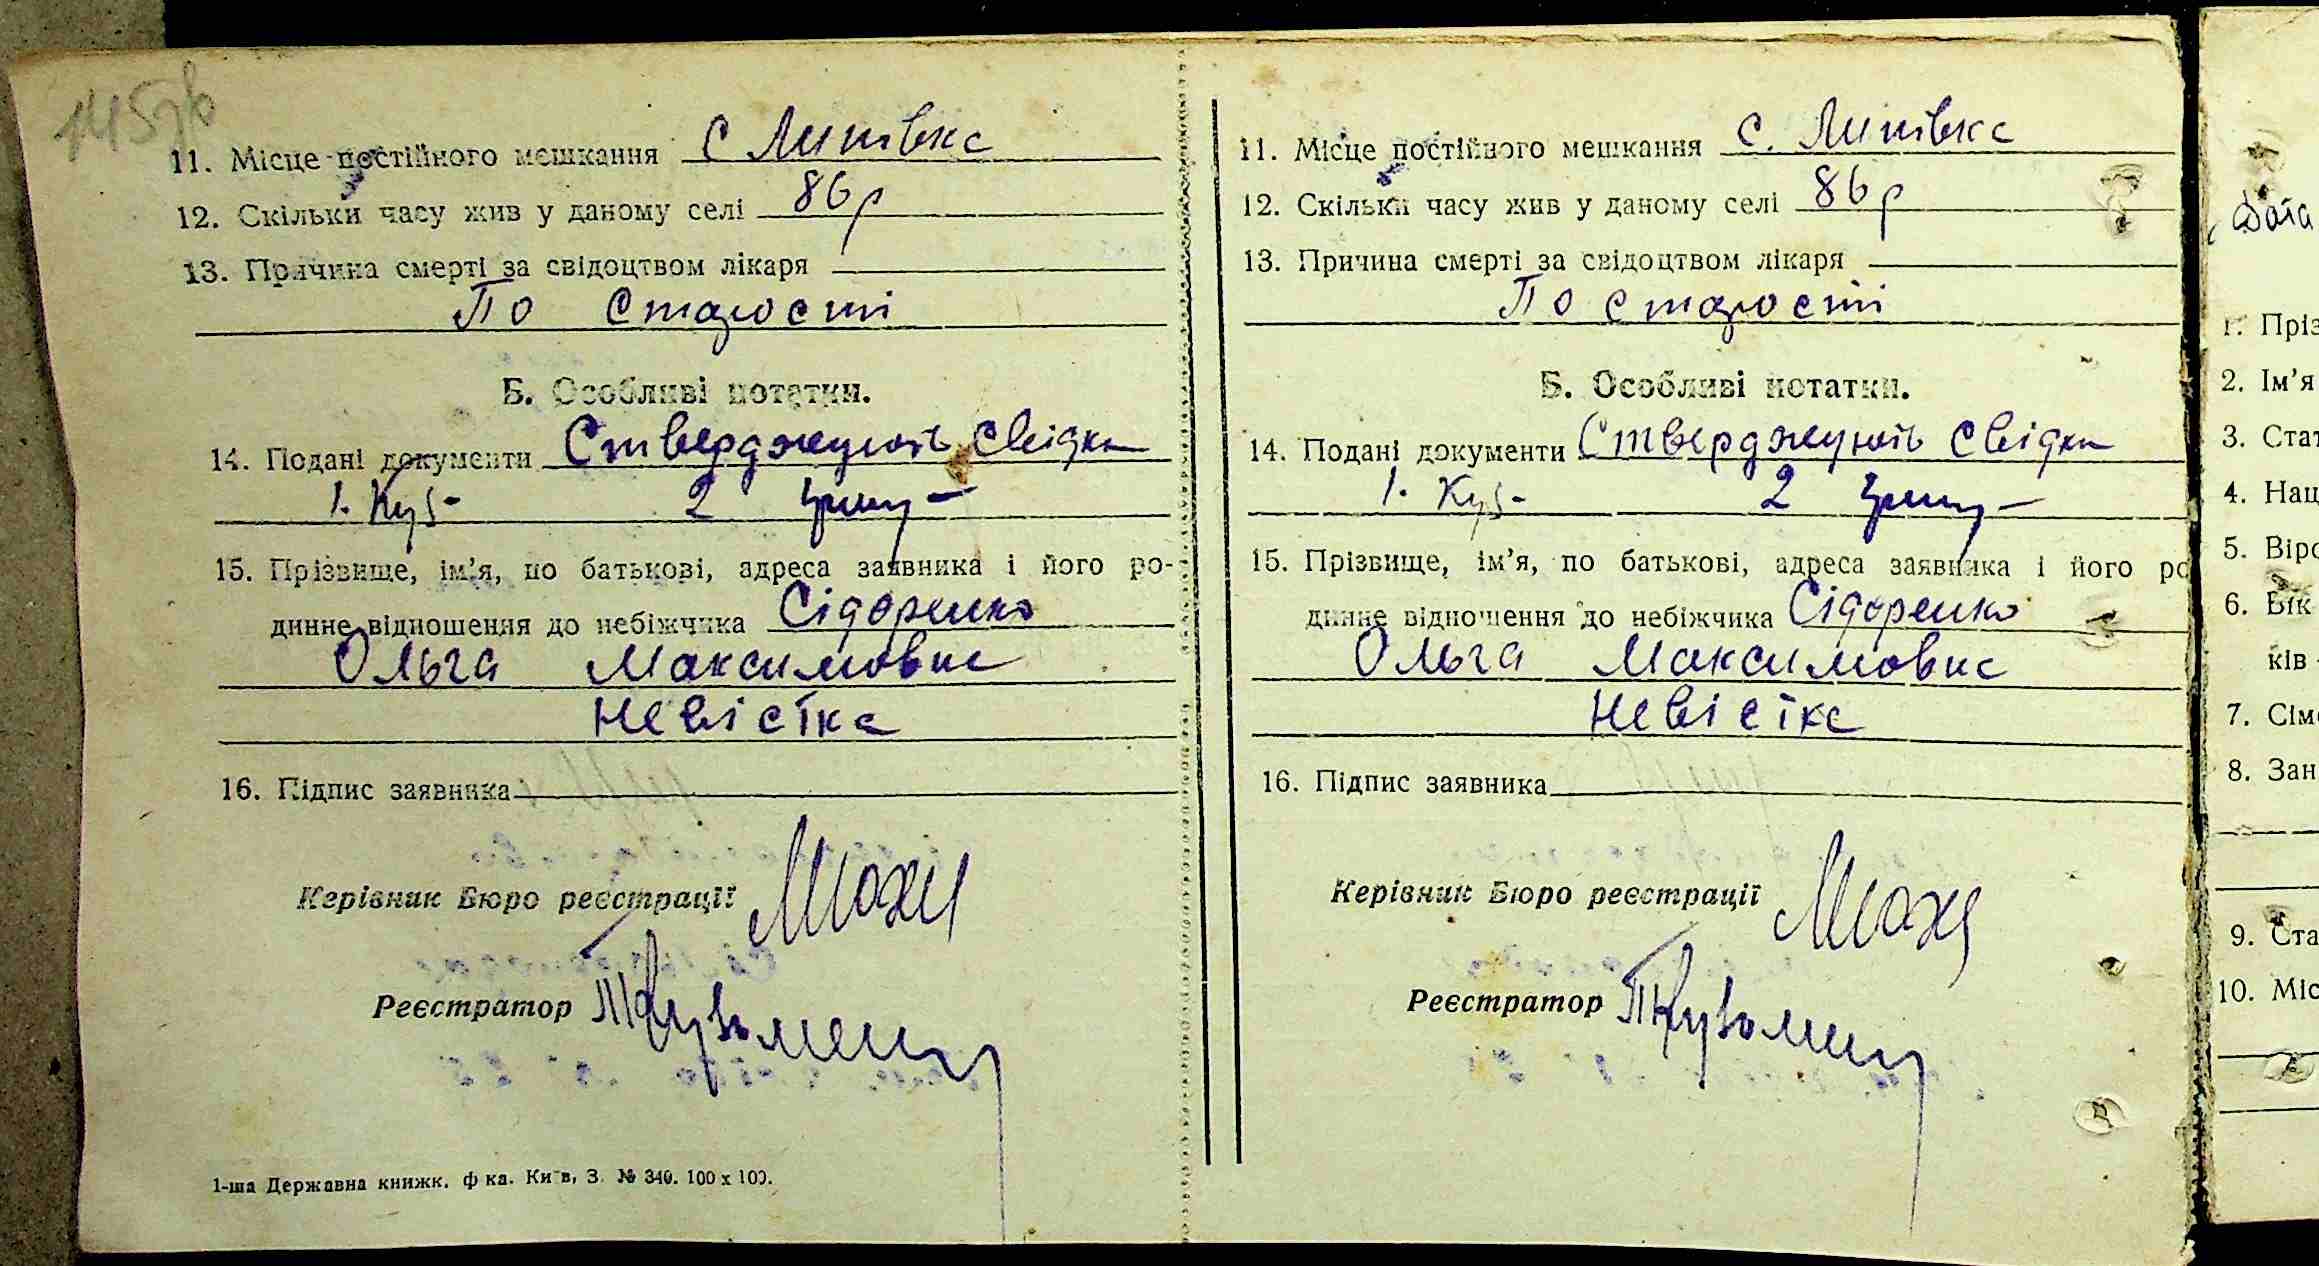 145зв
11. Місце постійного мешкання с Липівка
12. Скільки часу жив у даному селі 86 р
13. Причина смерті за свідоцтвом лікаря
По старості
Б. Особливі нотатки.
14. Подані документи Стверджують свідки
1. Куз- 2
15. Прізвище, ім'я, по батькові, адреса заявника і його ро-
динне відношення до небіжчика Сідоренко
Ольга Максимовна
Невістка
16. Підпис заявника
Керівник Бюро реєстрації
Реєстратор
1-ша Державна книжк. ф-ка. Київ, З. № 340. 100 х 100.
11. Місце постійного мешкання с. Липівка
12. Скільки часу жив у даному селі 86 р
13. Причина смерті за свідоцтвом лікаря
По старості
Б. Особливі нотатки.
14. Подані документи Стверджують свідки
1. Куз- 2
15. Прізвище, ім'я, по батькові, адреса заявника і його ро
динне відношення до небіжчика Сідоренко
Ольга Максимовна
Невістка
16. Підпис заявника
Керівник Бюро реєстрації
Реєстратор
Дата
1. Пріз
2. Ім'я
3. Стат
4. Нац
5. Віро
6. Вік
ків
7. Сім
8. Зан
9. Ста
10. Міс